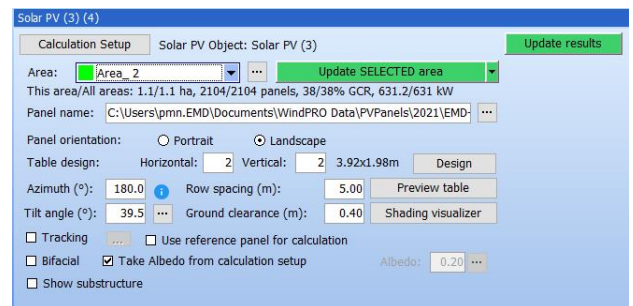 Solar PV (3) (4)
Calculation Setup Solar PV Object: Solar PV (3) Update results
Area: Area_ 2 ... Update SELECTED area
This area/All areas: 1.1/1.1 ha, 2104/2104 panels, 38/38% GCR, 631.2/631 kW
Panel name: C:\Users\pmn.EMD\Documents\WindPRO Data\PVPanels\2021\EMD- ...
Panel orientation: Portrait Landscape
Table design: Horizontal: 2 Vertical: 2 3.92x1.98m Design
Azimuth (°): 180.0 i Row spacing (m): 5.00 Preview table
Tilt angle (°): 39.5 ... Ground clearance (m): 0.40 Shading visualizer
Tracking ... Use reference panel for calculation
Bifacial Take Albedo from calculation setup Albedo: 0.20 ...
Show substructure